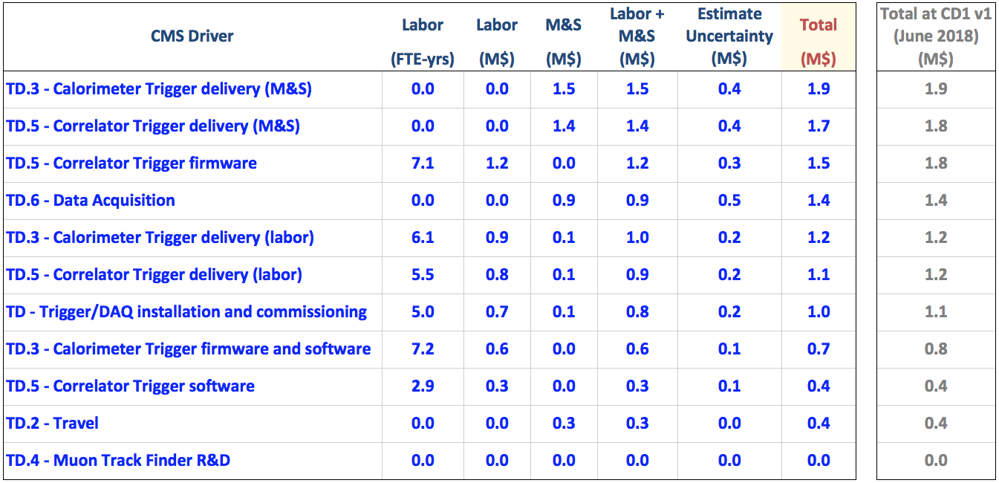 CMS Driver Labor (FTE-yrs) Labor (M$) M&S (M$) Labor + M&S (M$) Estimate Uncertainty (M$) Total (M$) Total at CD1 v1 (June 2018) (M$)
TD.3 - Calorimeter Trigger delivery (M&S) 0.0 0.0 1.5 1.5 0.4 1.9 1.9
TD.5 - Correlator Trigger delivery (M&S) 0.0 0.0 1.4 1.4 0.4 1.7 1.8
TD.5 - Correlator Trigger firmware 7.1 1.2 0.0 1.2 0.3 1.5 1.8
TD.6 - Data Acquisition 0.0 0.0 0.9 0.9 0.5 1.4 1.4
TD.3 - Calorimeter Trigger delivery (labor) 6.1 0.9 0.1 1.0 0.2 1.2 1.2
TD.5 - Correlator Trigger delivery (labor) 5.5 0.8 0.1 0.9 0.2 1.1 1.2
TD - Trigger/DAQ installation and commissioning 5.0 0.7 0.1 0.8 0.2 1.0 1.1
TD.3 - Calorimeter Trigger firmware and software 7.2 0.6 0.0 0.6 0.1 0.7 0.8
TD.5 - Correlator Trigger software 2.9 0.3 0.0 0.3 0.1 0.4 0.4
TD.2 - Travel 0.0 0.0 0.3 0.3 0.0 0.4 0.4
TD.4 - Muon Track Finder R&D 0.0 0.0 0.0 0.0 0.0 0.0 0.0